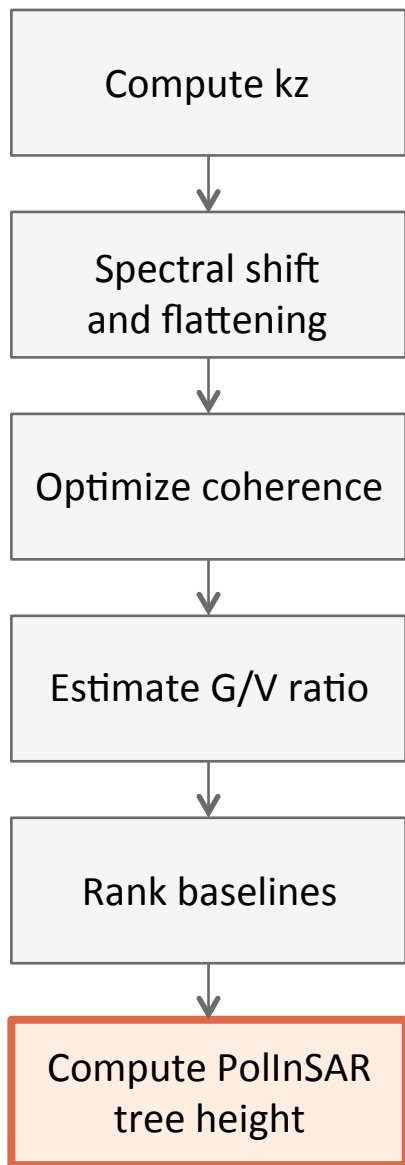 Compute kz
Spectral shift
and flattening
Optimize coherence
Estimate G/V ratio
Rank baselines
Compute PolInSAR
tree height